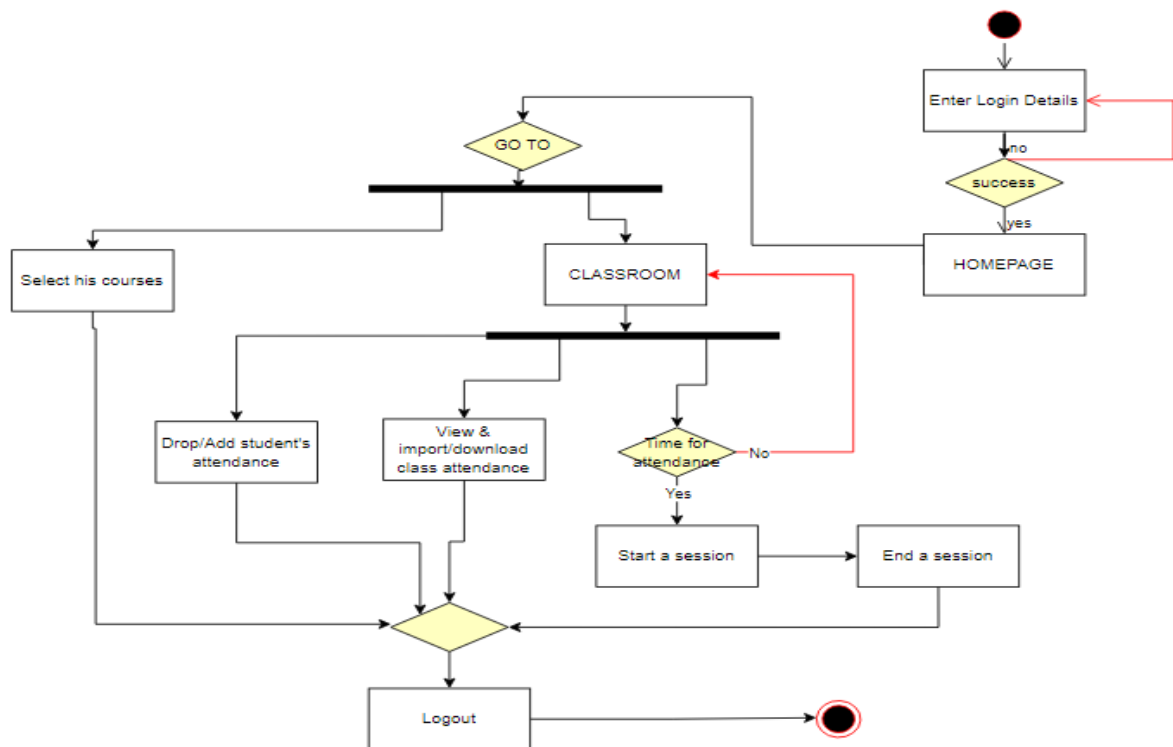 Enter Login Details
no
success
yes
HOMEPAGE
GO TO
Select his courses
CLASSROOM
Drop/Add student's
attendance
View &
import/download
class attendance
Time for
attendance
No
Yes
Start a session
End a session
Logout